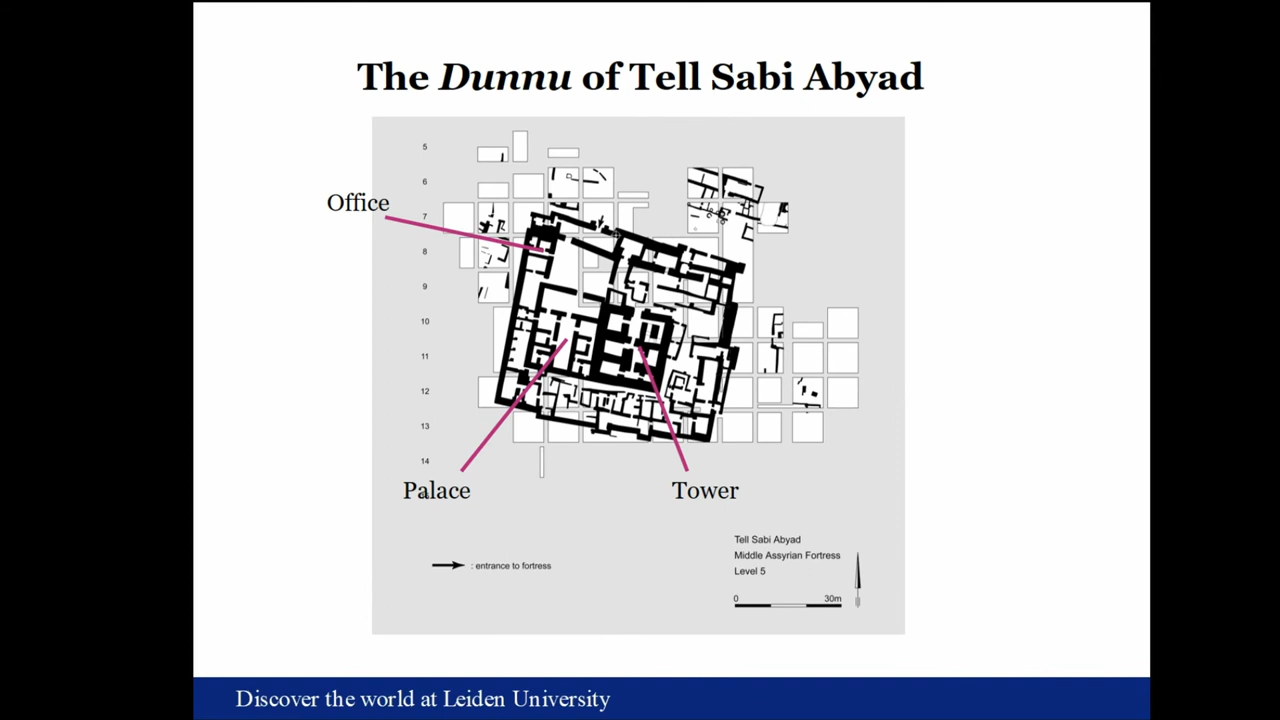 The Dunnu of Tell Sabi Abyad
5
6
Office
7
8
9
10
11
12
13
14
Palace
Tower
Tell Sabi Abyad
Middle Assyrian Fortress
Level 5
: entrance to fortress
0 30m
Discover the world at Leiden University